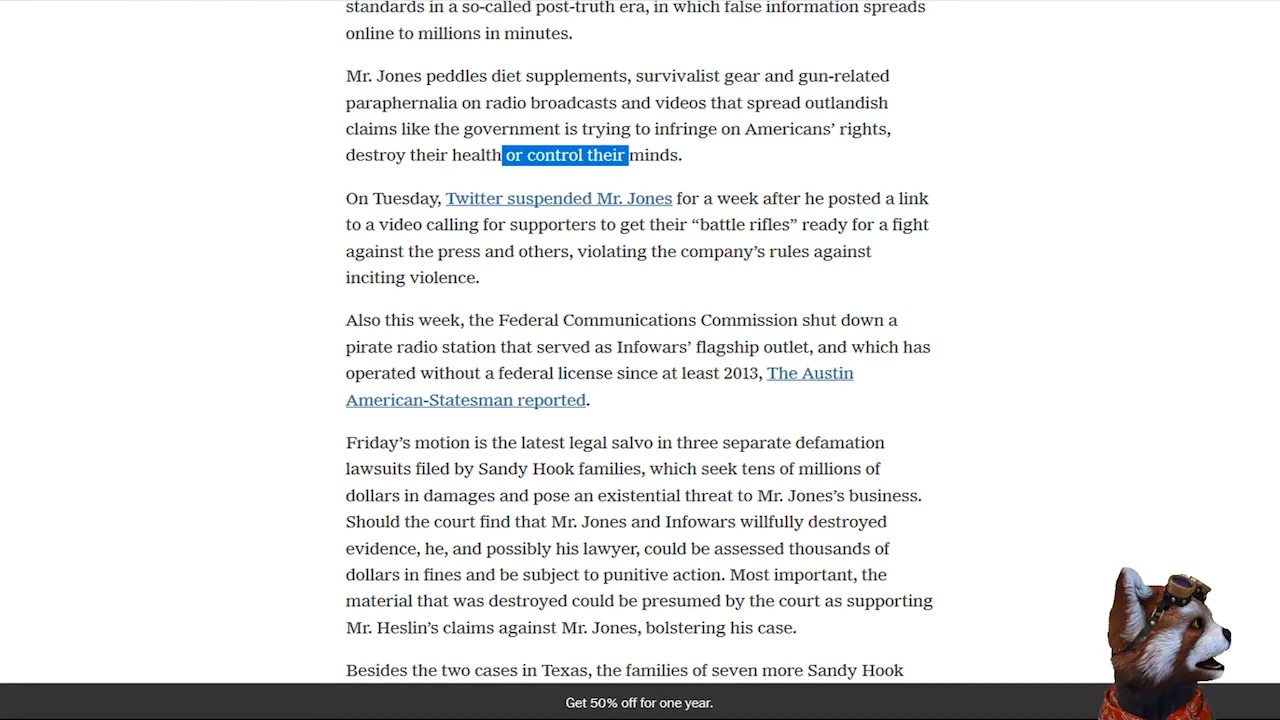 standards in a so-called post-truth era, in which false information spreads
online to millions in minutes.
Mr. Jones peddles diet supplements, survivalist gear and gun-related
paraphernalia on radio broadcasts and videos that spread outlandish
claims like the government is trying to infringe on Americans’ rights,
destroy their health or control their minds.
On Tuesday, Twitter suspended Mr. Jones for a week after he posted a link
to a video calling for supporters to get their “battle rifles” ready for a fight
against the press and others, violating the company’s rules against
inciting violence.
Also this week, the Federal Communications Commission shut down a
pirate radio station that served as Infowars’ flagship outlet, and which has
operated without a federal license since at least 2013, The Austin
American-Statesman reported.
Friday’s motion is the latest legal salvo in three separate defamation
lawsuits filed by Sandy Hook families, which seek tens of millions of
dollars in damages and pose an existential threat to Mr. Jones’s business.
Should the court find that Mr. Jones and Infowars willfully destroyed
evidence, he, and possibly his lawyer, could be assessed thousands of
dollars in fines and be subject to punitive action. Most important, the
material that was destroyed could be presumed by the court as supporting
Mr. Heslin’s claims against Mr. Jones, bolstering his case.
Besides the two cases in Texas, the families of seven more Sandy Hook
Get 50% off for one year.